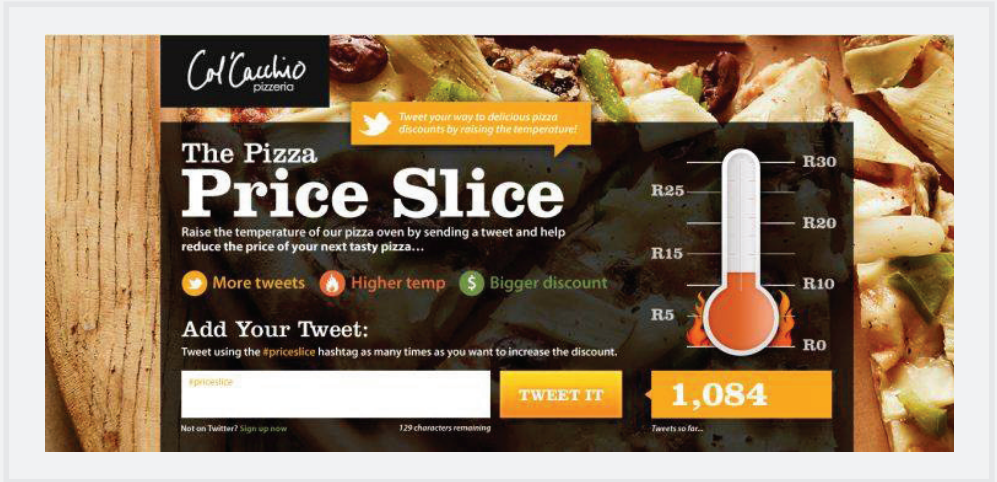 Col'Cacchio
pizzeria
Tweet your way to delicious pizza
discounts by raising the temperature!
The Pizza
Price Slice
Raise the temperature of our pizza oven by sending a tweet and help
reduce the price of your next tasty pizza...
More tweets Higher temp $ Bigger discount
Add Your Tweet:
Tweet using the #priceslice hashtag as many times as you want to increase the discount.
#priceslice
TWEET IT
Not on Twitter? Sign up now
129 characters remaining
R30
R25
R20
R15
R10
R5
R0
1,084
Tweets so far...